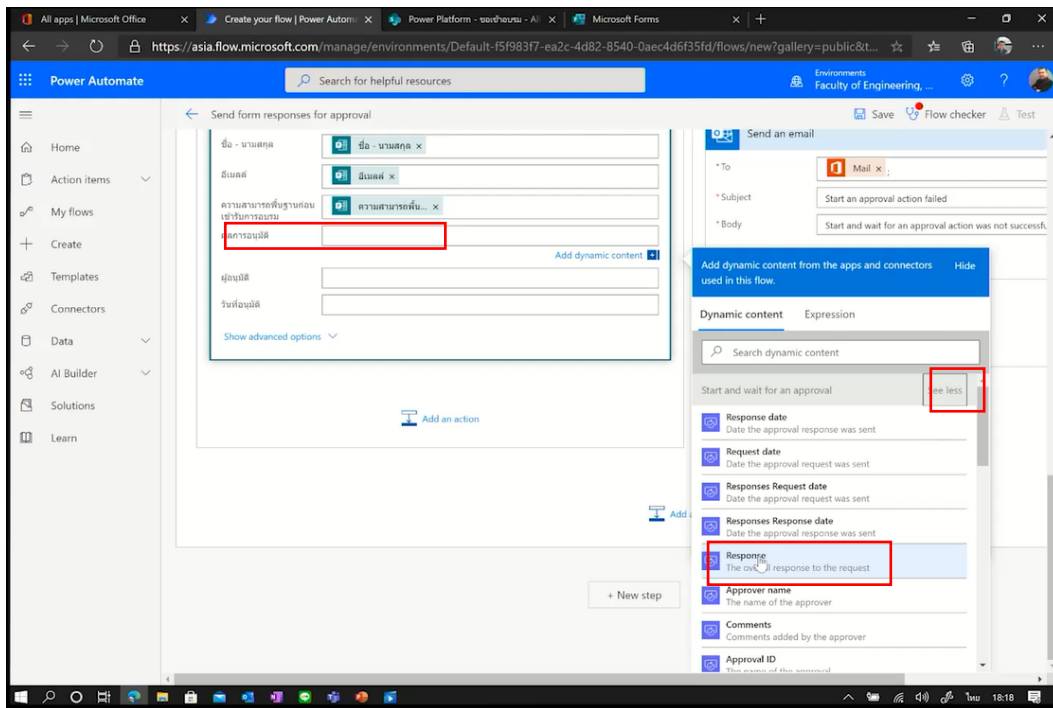 All apps | Microsoft Office
Create your flow | Power Autom
Power Platform - ขอเข้าอบรม - Al
Microsoft Forms
https://asia.flow.microsoft.com/manage/environments/Default-f5f983f7-ea2c-4d82-8540-0aec4d6f35fd/flows/new?gallery=public&t...
Power Automate
Search for helpful resources
Environments
Faculty of Engineering, ...
Send form responses for approval
Save
Flow checker
Test
Home
Action items
My flows
Create
Templates
Connectors
Data
AI Builder
Solutions
Learn
ชื่อ - นามสกุล
ชื่อ - นามสกุล ×
อีเมลล์
อีเมลล์ ×
ความสามารถพื้นฐานก่อน
เข้ารับการอบรม
ความสามารถพื้น... ×
ผลการอนุมัติ
Add dynamic content
ผู้อนุมัติ
วันที่อนุมัติ
Show advanced options
Add an action
Add a
+ New step
Send an email
* To
Mail × ;
* Subject
Start an approval action failed
* Body
Start and wait for an approval action was not successfu
Add dynamic content from the apps and connectors
used in this flow.
Hide
Dynamic content
Expression
Search dynamic content
Start and wait for an approval
See less
Response date
Date the approval response was sent
Request date
Date the approval request was sent
Responses Request date
Date the approval request was sent
Responses Response date
Date the approval response was sent
Response
The overall response to the request
Approver name
The name of the approver
Comments
Comments added by the approver
Approval ID
The name of the approval
ไทย
18:18